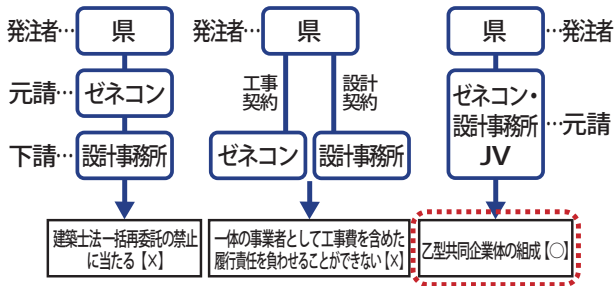 発注者…県
元請…ゼネコン
下請…設計事務所
建築士法一括再委託の禁止
に当たる【×】
発注者…県
工事
契約
設計
契約
ゼネコン
設計事務所
一体の事業者として工事費を含めた
履行責任を負わせることができない【×】
県…発注者
ゼネコン・
設計事務所
JV
…元請
乙型共同企業体の組成【○】